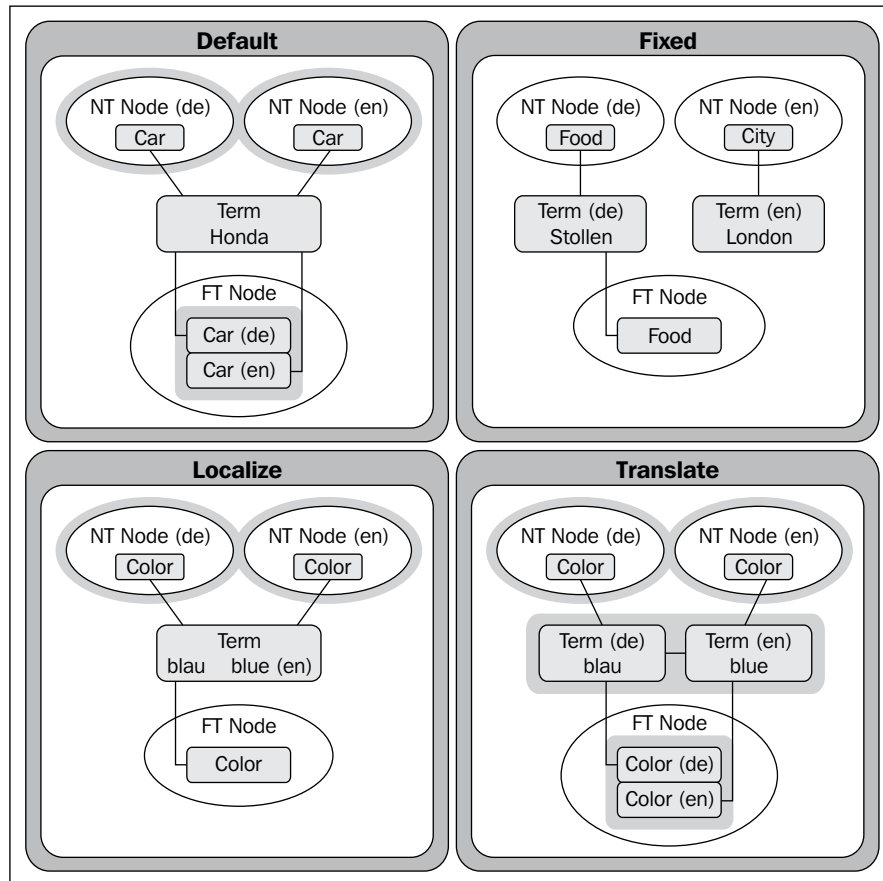 Default
NT Node (de)
Car
NT Node (en)
Car
Term
Honda
FT Node
Car (de)
Car (en)
Fixed
NT Node (de)
Food
NT Node (en)
City
Term (de)
Stollen
Term (en)
London
FT Node
Food
Localize
NT Node (de)
Color
NT Node (en)
Color
Term
blau blue (en)
FT Node
Color
Translate
NT Node (de)
Color
NT Node (en)
Color
Term (de)
blau
Term (en)
blue
FT Node
Color (de)
Color (en)